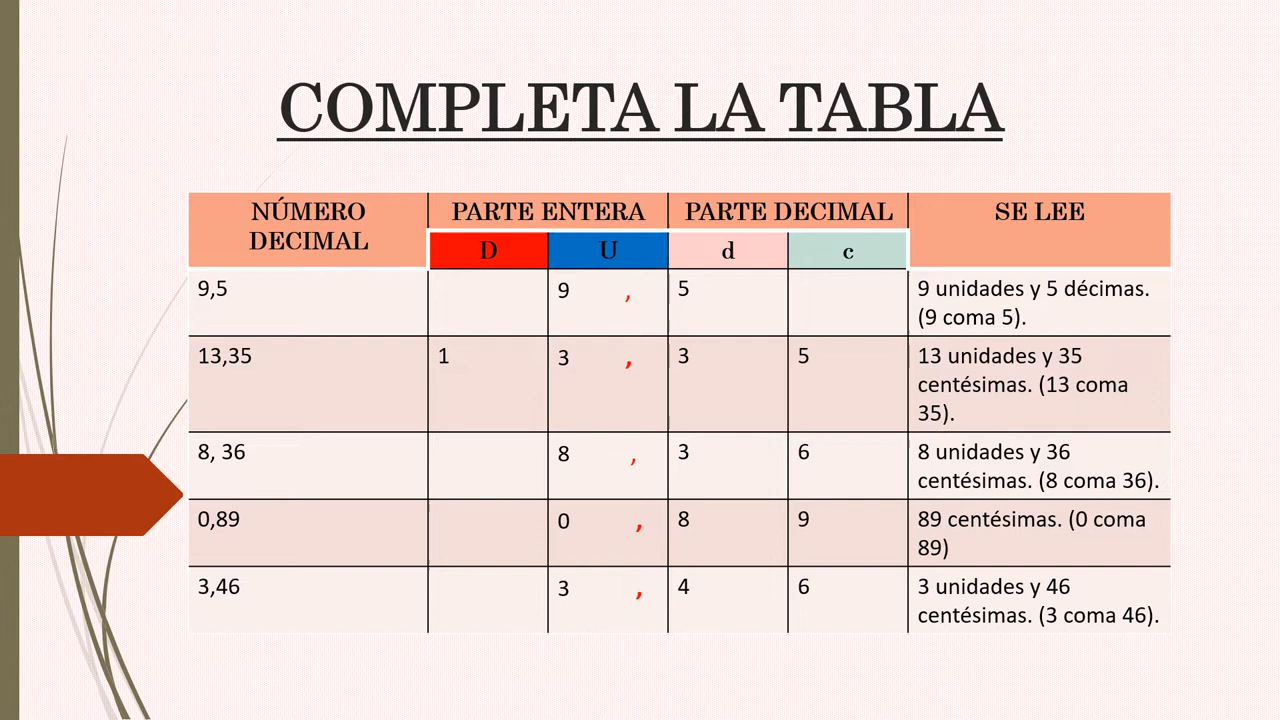 COMPLETA LA TABLA
NÚMERO DECIMAL PARTE ENTERA PARTE DECIMAL SE LEE
D U d c
9,5 9 , 5 9 unidades y 5 décimas.
(9 coma 5).
13,35 1 3 , 3 5 13 unidades y 35
centésimas. (13 coma
35).
8, 36 8 , 3 6 8 unidades y 36
centésimas. (8 coma 36).
0,89 0 , 8 9 89 centésimas. (0 coma
89)
3,46 3 , 4 6 3 unidades y 46
centésimas. (3 coma 46).